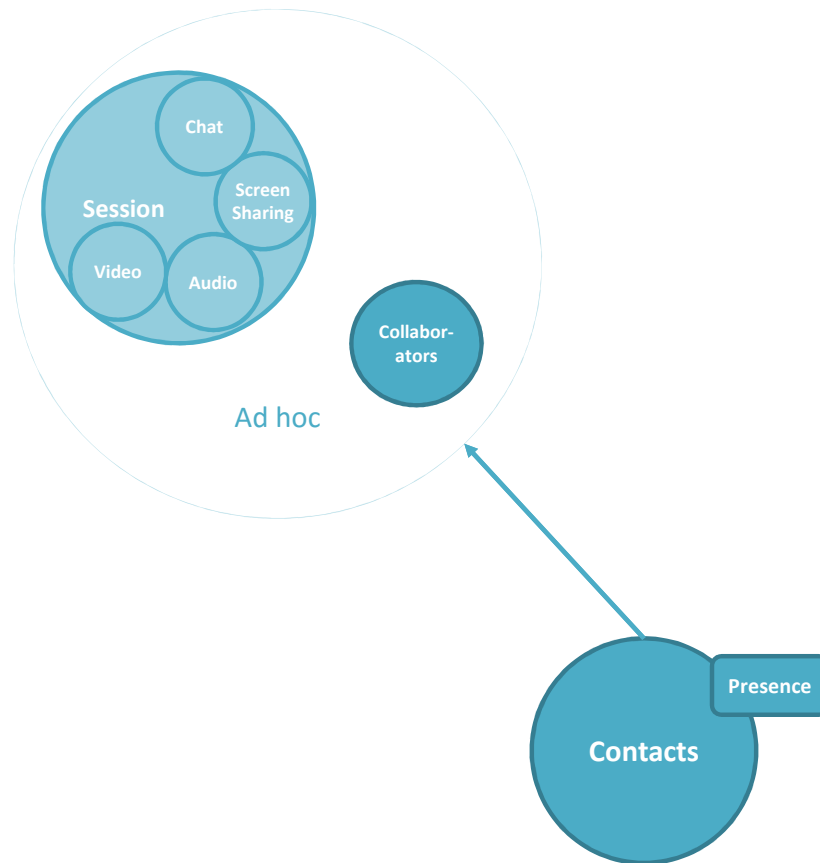 Chat
Screen
Sharing
Session
Video
Audio
Collabor-
ators
Ad hoc
Presence
Contacts